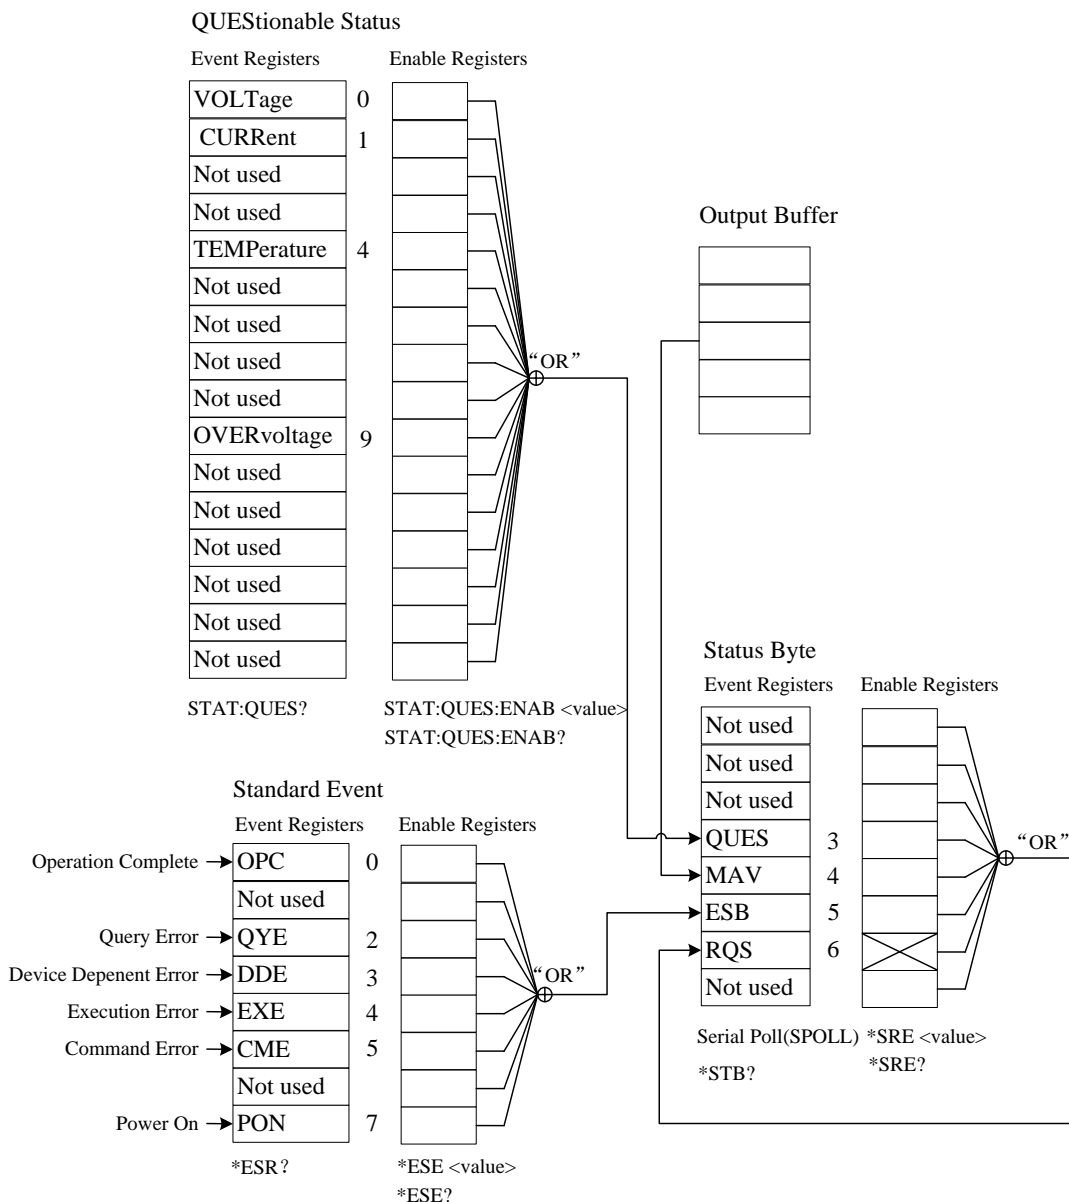 QUEStionable Status
Event Registers Enable Registers
VOLTage 0
CURRent 1
Not used
Not used
TEMPerature 4
Not used
Not used
Not used
Not used
OVERvoltage 9
Not used
Not used
Not used
Not used
Not used
Not used
“OR”
STAT:QUES? STAT:QUES:ENAB <value>
STAT:QUES:ENAB?
Output Buffer
Standard Event
Event Registers Enable Registers
Operation Complete OPC 0
Not used
Query Error QYE 2
Device Depenent Error DDE 3
Execution Error EXE 4
Command Error CME 5
Not used
Power On PON 7
“OR”
*ESR? *ESE <value>
*ESE?
Status Byte
Event Registers Enable Registers
Not used
Not used
Not used
QUES 3
MAV 4
ESB 5
RQS 6
Not used
“OR”
Serial Poll(SPOLL) *SRE <value>
*STB? *SRE?